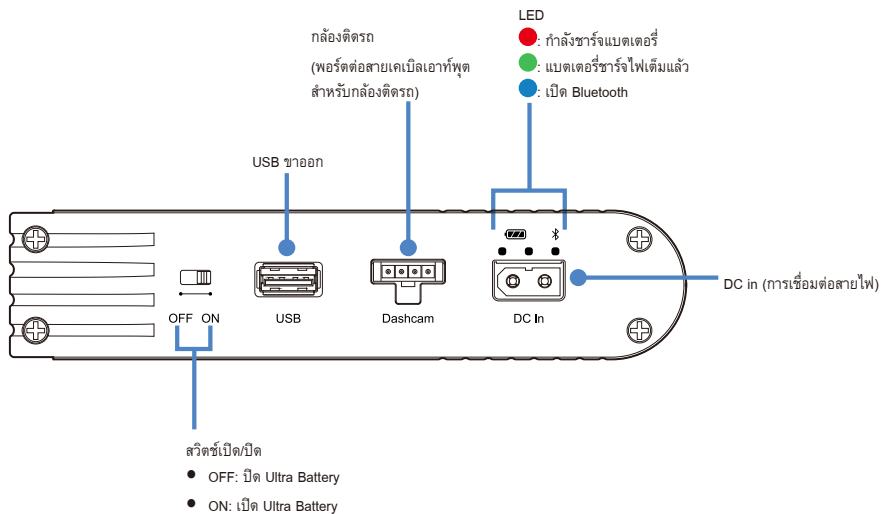 LED
: กำลังชาร์จแบตเตอรี่
: แบตเตอรี่ชาร์จไฟเต็มแล้ว
: เปิด Bluetooth
กล้องติดรถ
(พอร์ตต่อสายเคเบิลเอาท์พุต
สำหรับกล้องติดรถ)
USB ขาออก
DC in (การเชื่อมต่อสายไฟ)
OFF ON
USB
Dashcam
DC In
สวิตช์เปิด/ปิด
● OFF: ปิด Ultra Battery
● ON: เปิด Ultra Battery